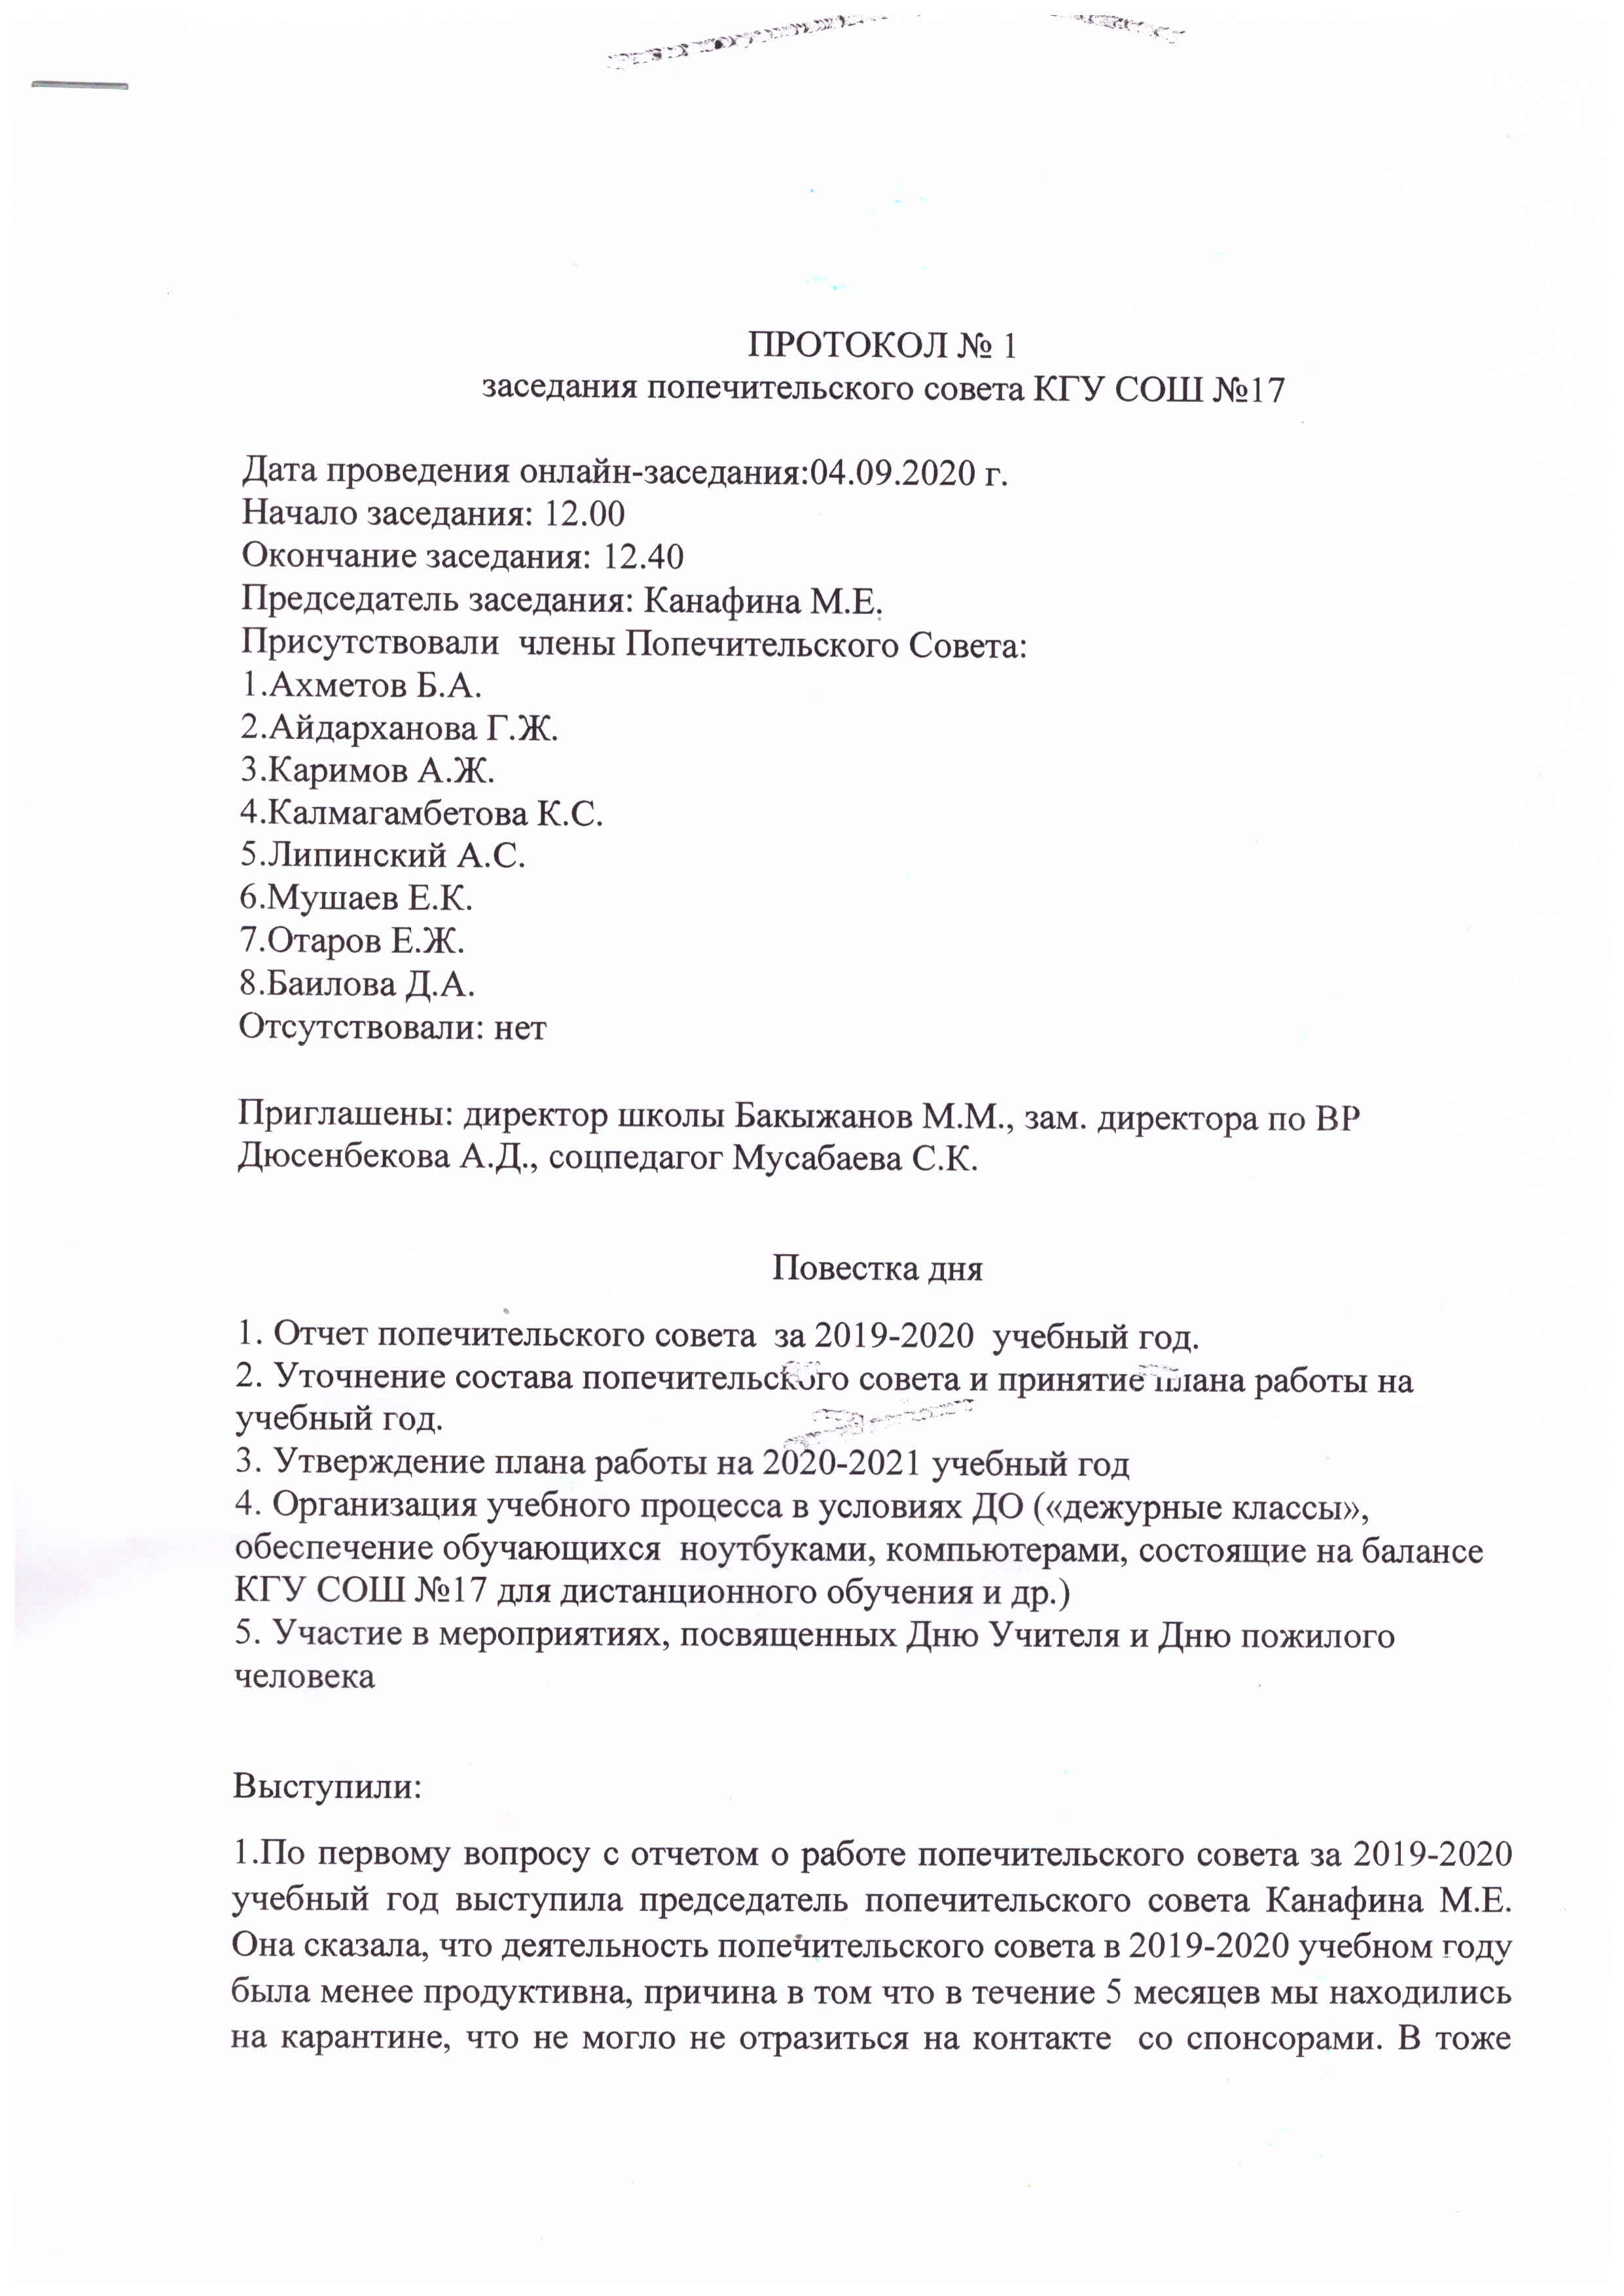 ПРОТОКОЛ № 1
заседания попечительского совета КГУ СОШ №17
Дата проведения онлайн-заседания:04.09.2020 г.
Начало заседания: 12.00
Окончание заседания: 12.40
Председатель заседания: Канафина М.Е.
Присутствовали члены Попечительского Совета:
1.Ахметов Б.А.
2.Айдарханова Г.Ж.
3.Каримов А.Ж.
4.Калмагамбетова К.С.
5.Липинский А.С.
6.Мушаев Е.К.
7.Отаров Е.Ж.
8.Баилова Д.А.
Отсутствовали: нет
Приглашены: директор школы Бакыжанов М.М., зам. директора по ВР
Дюсенбекова А.Д., соцпедагог Мусабаева С.К.
Повестка дня
1. Отчет попечительского совета за 2019-2020 учебный год.
2. Уточнение состава попечительского совета и принятие плана работы на
учебный год.
3. Утверждение плана работы на 2020-2021 учебный год
4. Организация учебного процесса в условиях ДО («дежурные классы»,
обеспечение обучающихся ноутбуками, компьютерами, состоящие на балансе
КГУ СОШ №17 для дистанционного обучения и др.)
5. Участие в мероприятиях, посвященных Дню Учителя и Дню пожилого
человека
Выступили:
1.По первому вопросу с отчетом о работе попечительского совета за 2019-2020
учебный год выступила председатель попечительского совета Канафина М.Е.
Она сказала, что деятельность попечительского совета в 2019-2020 учебном году
была менее продуктивна, причина в том что в течение 5 месяцев мы находились
на карантине, что не могло не отразиться на контакте со спонсорами. В тоже